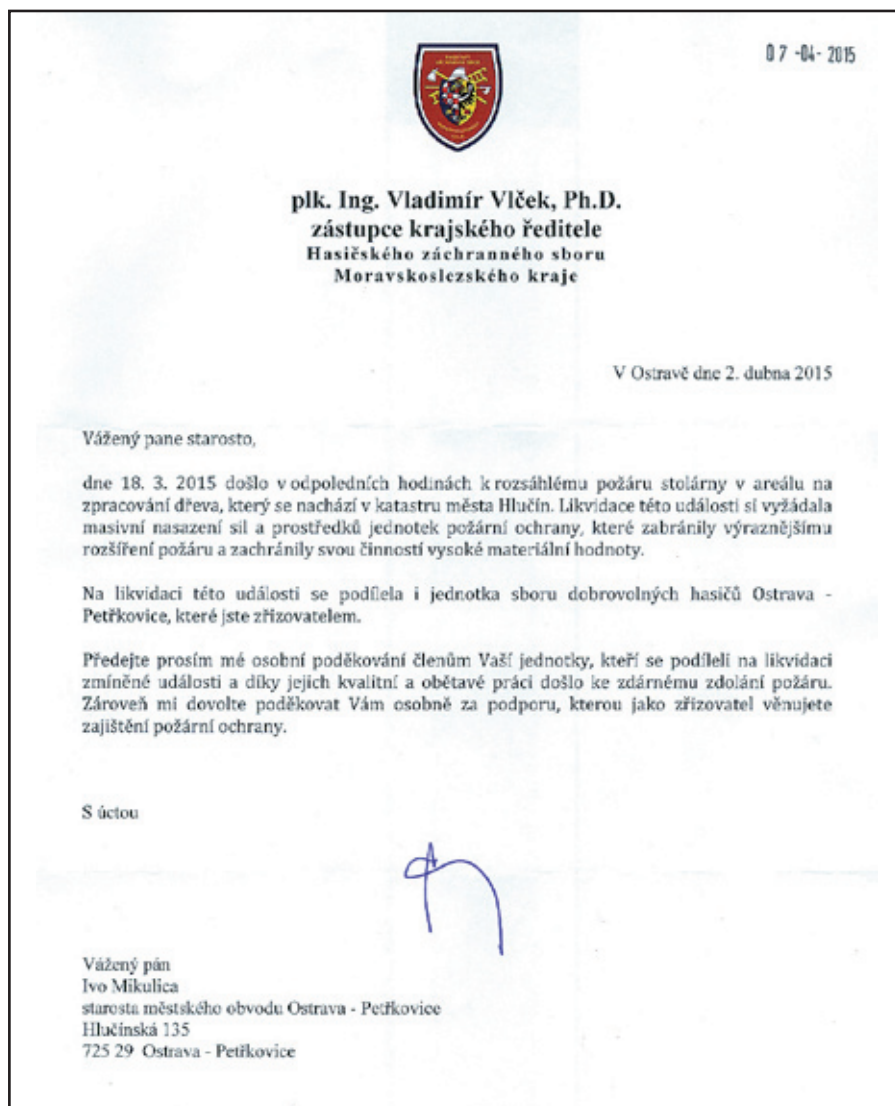 07 -04- 2015
plk. Ing. Vladimír Vlček, Ph.D.
zástupce krajského ředitele
Hasičského záchranného sboru
Moravskoslezského kraje
V Ostravě dne 2. dubna 2015
Vážený pane starosto,
dne 18. 3. 2015 došlo v odpoledních hodinách k rozsáhlému požáru stolárny v areálu na
zpracování dřeva, který se nachází v katastru města Hlučín. Likvidace této události si vyžádala
masivní nasazení sil a prostředků jednotek požární ochrany, které zabránily výraznějšímu
rozšíření požáru a zachránily svou činností vysoké materiální hodnoty.
Na likvidaci této události se podílela i jednotka sboru dobrovolných hasičů Ostrava -
Petřkovice, které jste zřizovatelem.
Předejte prosím mé osobní poděkování členům Vaší jednotky, kteří se podíleli na likvidaci
zmíněné události a díky jejich kvalitní a obětavé práci došlo ke zdárnému zdolání požáru.
Zároveň mi dovolte poděkovat Vám osobně za podporu, kterou jako zřizovatel věnujete
zajištění požární ochrany.
S úctou
Vážený pán
Ivo Mikulica
starosta městského obvodu Ostrava - Petřkovice
Hlučínská 135
725 29 Ostrava - Petřkovice